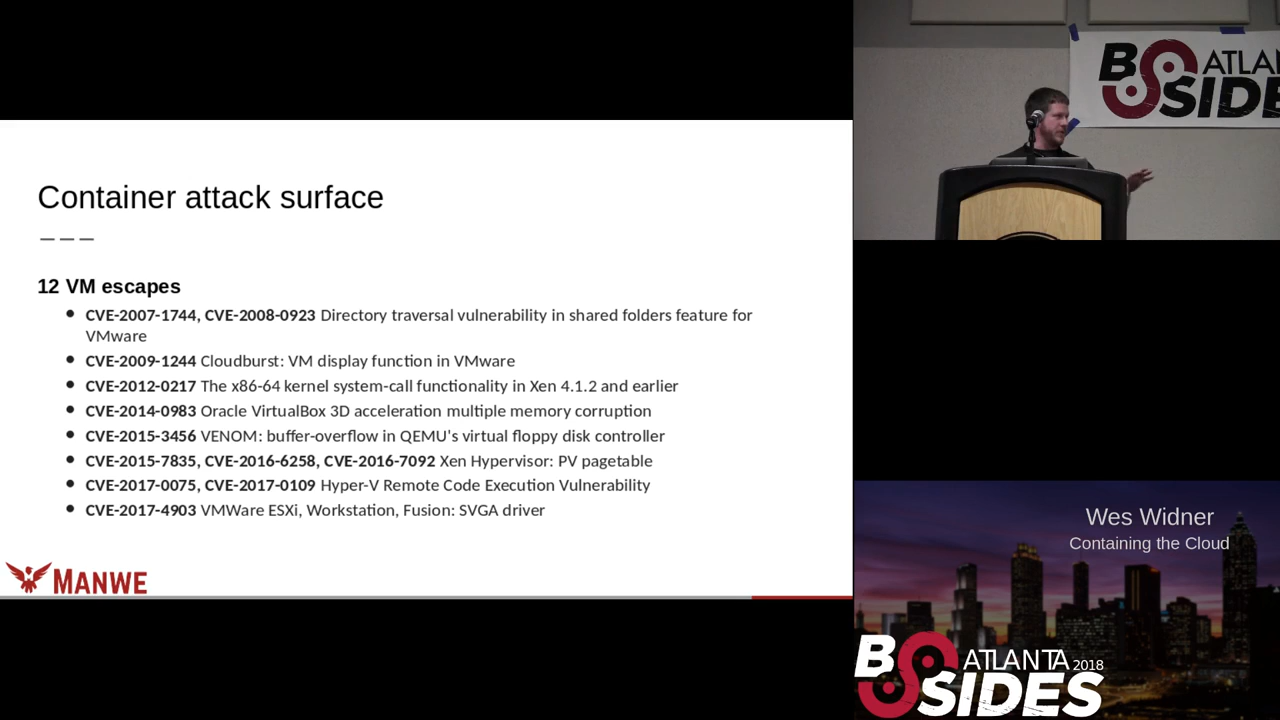 Container attack surface
12 VM escapes
CVE-2007-1744, CVE-2008-0923 Directory traversal vulnerability in shared folders feature for
VMware
CVE-2009-1244 Cloudburst: VM display function in VMware
CVE-2012-0217 The x86-64 kernel system-call functionality in Xen 4.1.2 and earlier
CVE-2014-0983 Oracle VirtualBox 3D acceleration multiple memory corruption
CVE-2015-3456 VENOM: buffer-overflow in QEMU's virtual floppy disk controller
CVE-2015-7835, CVE-2016-6258, CVE-2016-7092 Xen Hypervisor: PV pagetable
CVE-2017-0075, CVE-2017-0109 Hyper-V Remote Code Execution Vulnerability
CVE-2017-4903 VMWare ESXi, Workstation, Fusion: SVGA driver
MANWE
B ATLAN
SIDE
Wes Widner
Containing the Cloud
B ATLANTA 2018
SIDES